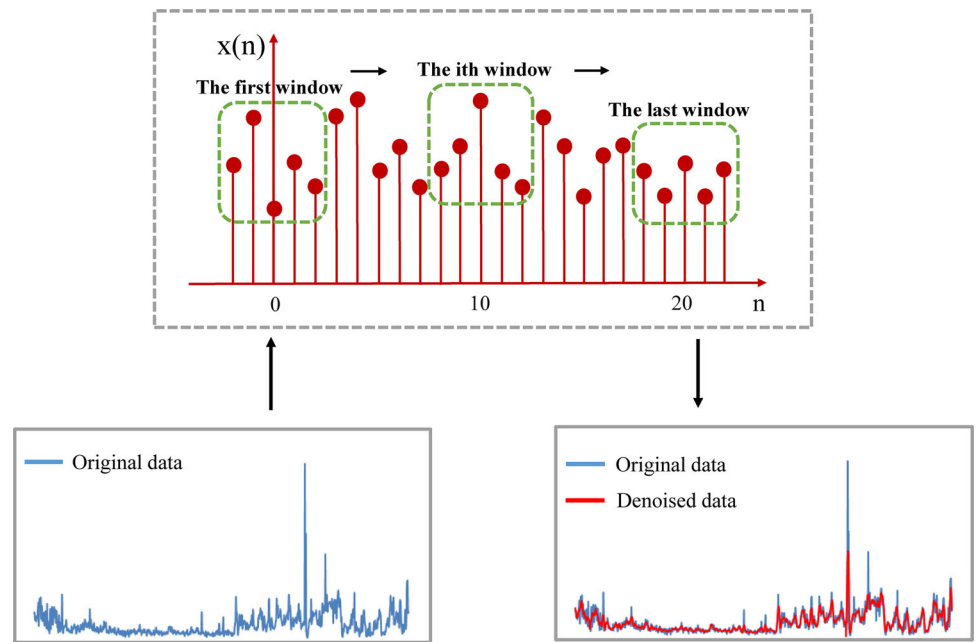 x(n)
The first window
The ith window
The last window
0
10
20
n
Original data
Original data
Denoised data